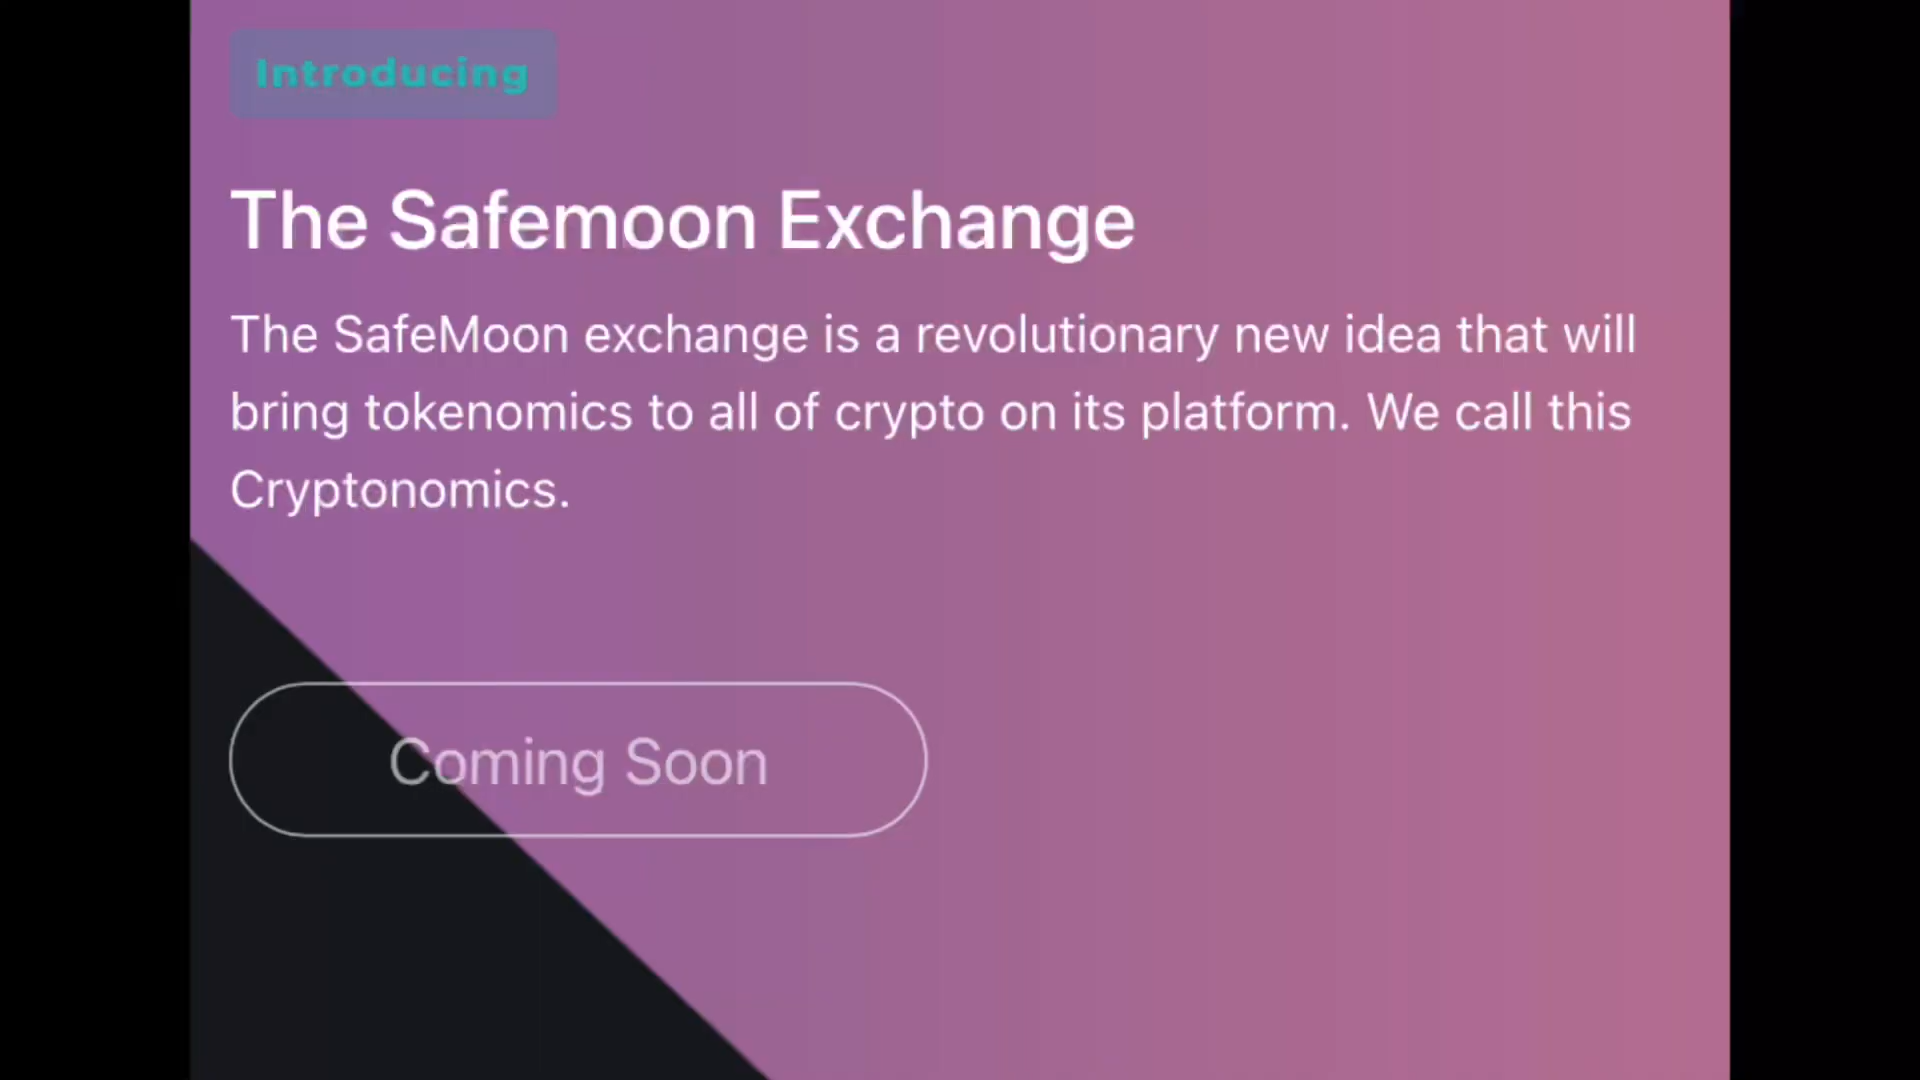 Introducing
The Safemoon Exchange
The SafeMoon exchange is a revolutionary new idea that will
bring tokenomics to all of crypto on its platform. We call this
Cryptonomics.
Coming Soon